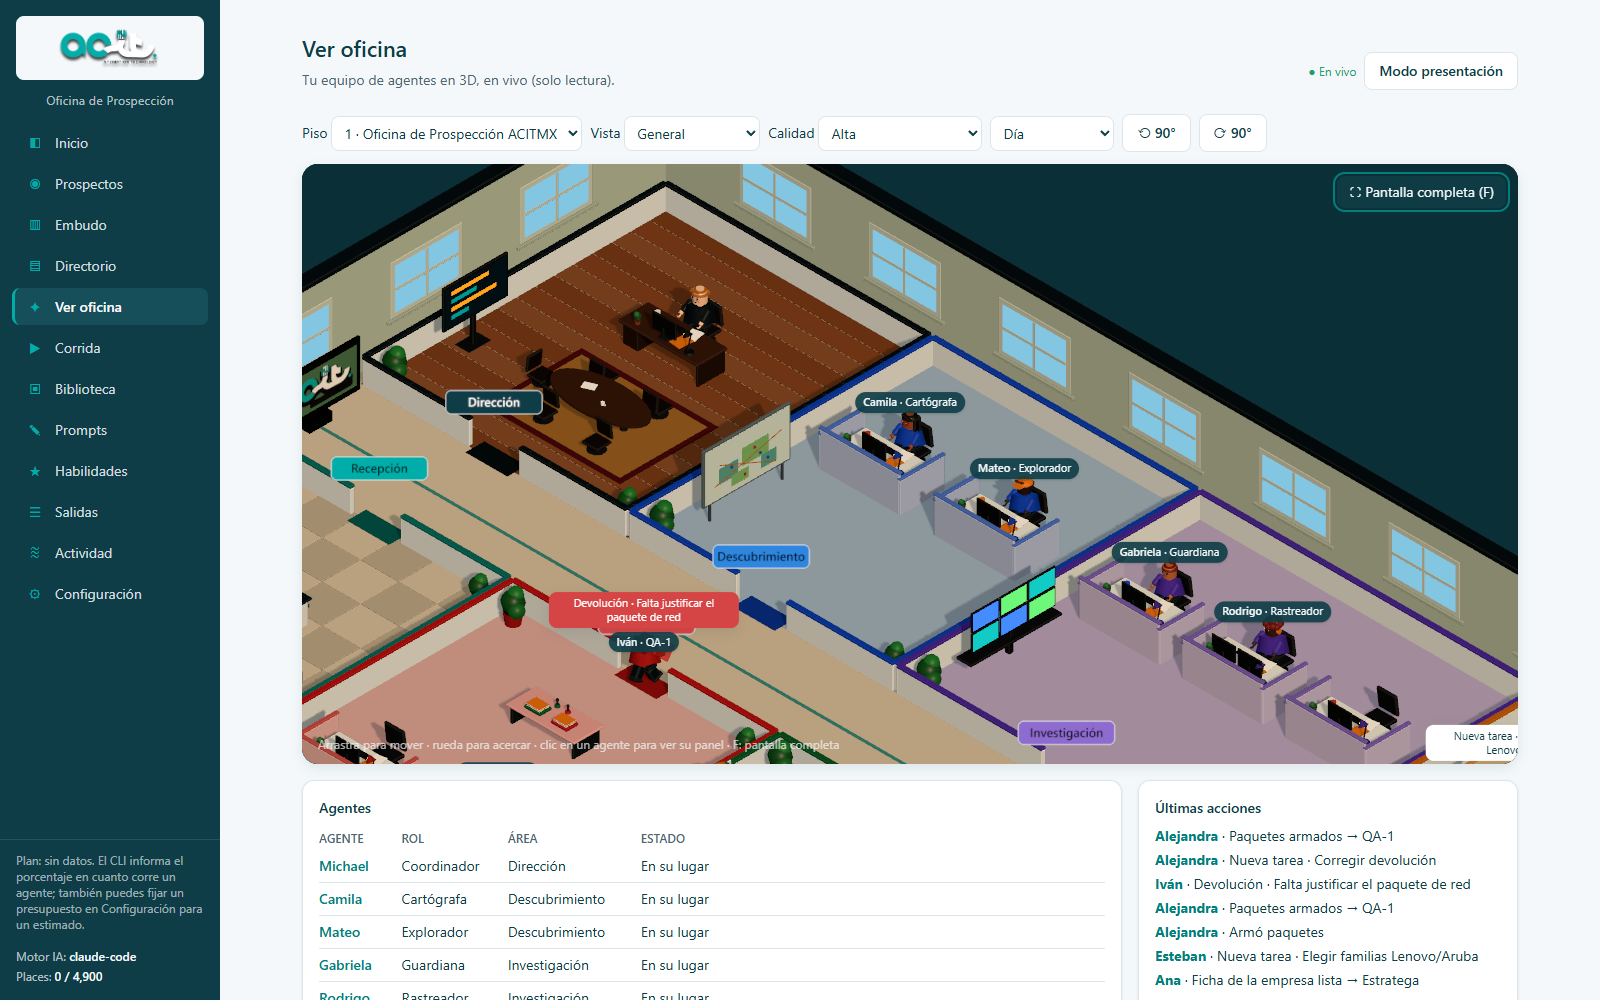 acit
Oficina de Prospección
Inicio
Prospectos
Embudo
Directorio
Ver oficina
Corrida
Biblioteca
Prompts
Habilidades
Salidas
Actividad
Configuración
Plan: sin datos. El CLI informa el
porcentaje en cuanto corre un
agente; también puedes fijar un
presupuesto en Configuración para
un estimado.
Motor IA: claude-code
Places: 0 / 4,900
Ver oficina
Tu equipo de agentes en 3D, en vivo (solo lectura).
En vivo
Modo presentación
Piso 1 · Oficina de Prospección ACITMX Vista General Calidad Alta Día 90° 90°
Pantalla completa (F)
Dirección
Camila · Cartógrafa
Recepción
Mateo · Explorador
Descubrimiento
Gabriela · Guardiana
Devolución · Falta justificar el
paquete de red
Rodrigo · Rastreador
Iván · QA-1
Investigación
Nueva tarea ·
Lenovo
Arrastra para mover · rueda para acercar · clic en un agente para ver su panel · F: pantalla completa
Agentes
AGENTE ROL ÁREA ESTADO
Michael Coordinador Dirección En su lugar
Camila Cartógrafa Descubrimiento En su lugar
Mateo Explorador Descubrimiento En su lugar
Gabriela Guardiana Investigación En su lugar
Rodrigo Rastreador Investigación En su lugar
Últimas acciones
Alejandra · Paquetes armados → QA-1
Alejandra · Nueva tarea · Corregir devolución
Iván · Devolución · Falta justificar el paquete de red
Alejandra · Paquetes armados → QA-1
Alejandra · Armó paquetes
Esteban · Nueva tarea · Elegir familias Lenovo/Aruba
Ana · Ficha de la empresa lista → Estratega